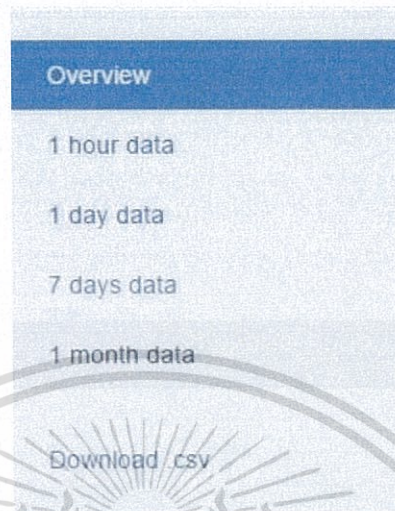 Overview
1 hour data
1 day data
7 days data
1 month data
Download .csv